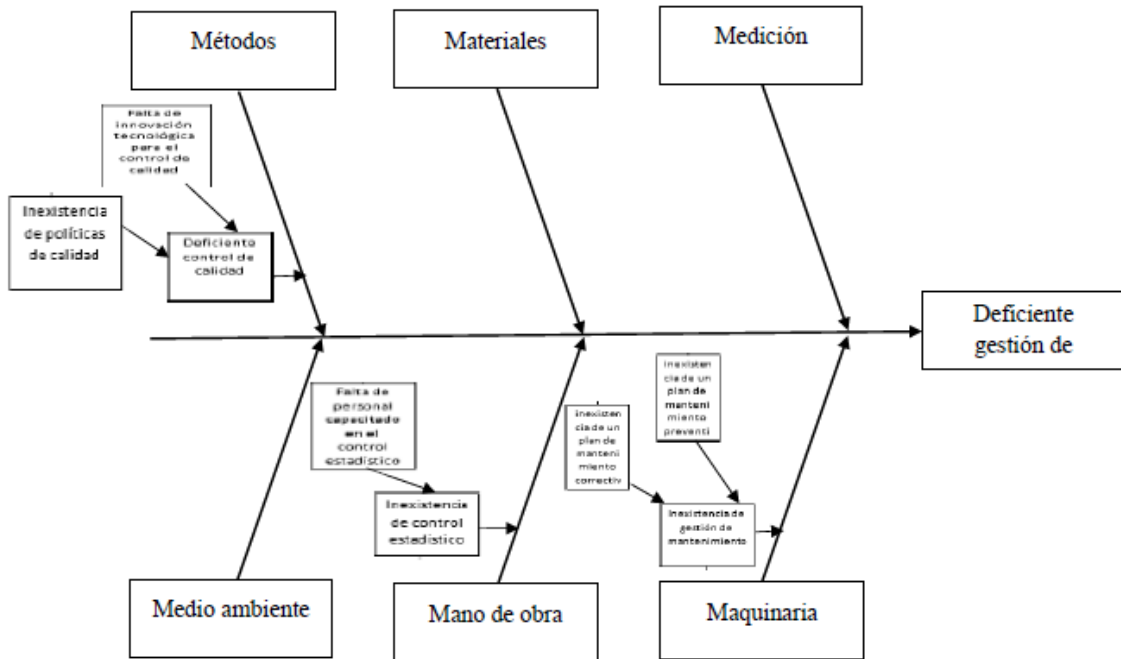 Métodos
Materiales
Medición
Falta de
innovación
tecnológica
para el
control de
calidad
Inexistencia
de políticas
de calidad
Deficiente
control de
calidad
Deficiente
gestión de
Falta de
personal
capacitado
en el
control
estadístico
Inexistencia
de control
estadístico
inexisten
cia de un
plan de
manteni
miento
correctiv
Inexisten
cia de un
plan de
manteni
miento
preventi
Inexistencia de
gestión de
mantenimiento
Medio ambiente
Mano de obra
Maquinaria